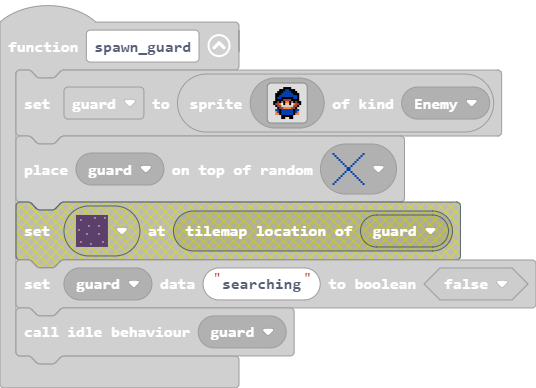 function spawn_guard
set guard to sprite of kind Enemy
place guard on top of random
set at tilemap location of guard
set guard data "searching" to boolean false
call idle behaviour guard